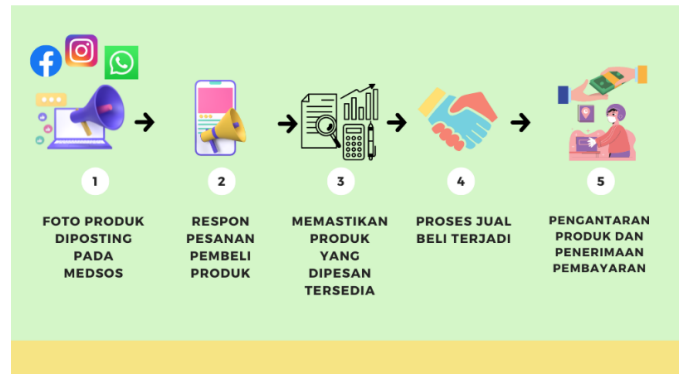 1
FOTO PRODUK
DIPOSTING
PADA
MEDSOS
2
RESPON
PESANAN
PEMBELI
PRODUK
3
MEMASTIKAN
PRODUK
YANG
DIPESAN
TERSEDIA
4
PROSES JUAL
BELI TERJADI
5
PENGANTARAN
PRODUK DAN
PENERIMAAN
PEMBAYARAN